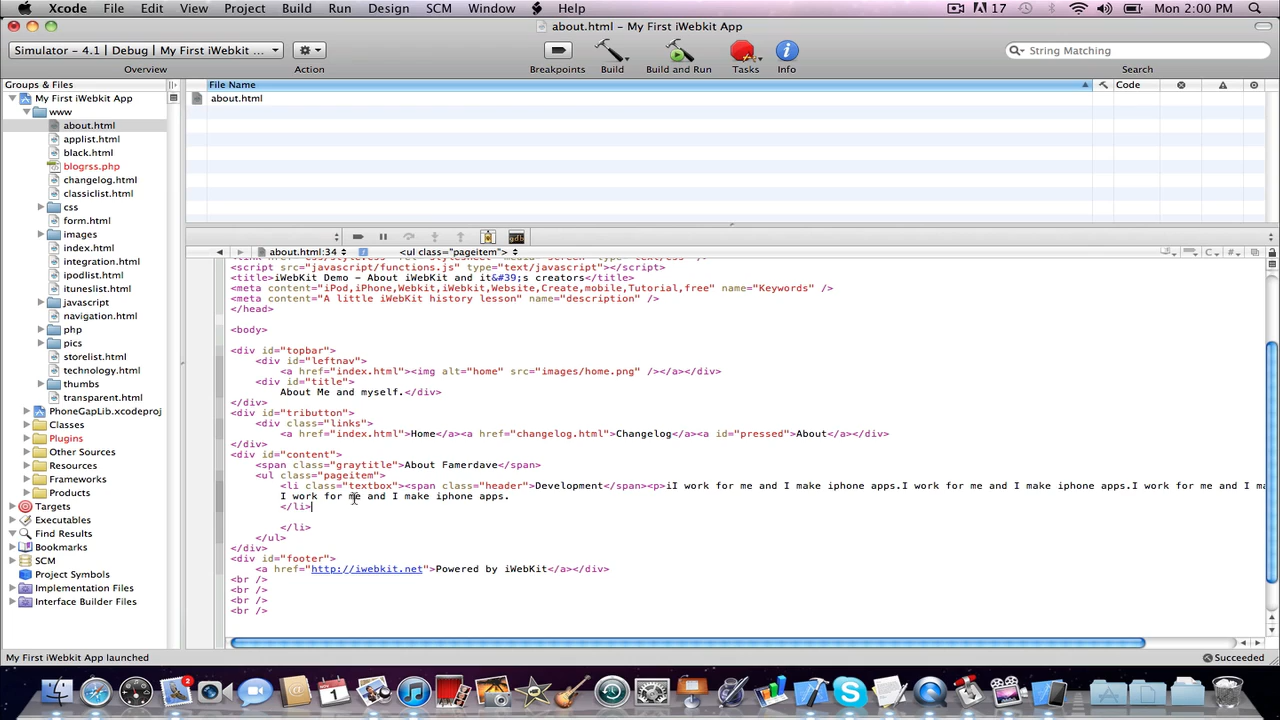 Xcode File Edit View Project Build Run Design SCM Window Help 17 Mon 2:00 PM
about.html - My First iWebkit App
Simulator - 4.1 | Debug | My First iWebkit ...
String Matching
Overview Action Breakpoints Build Build and Run Tasks Info Search
Groups & Files
File Name
Code
My First iWebkit App
about.html
www
about.html
applist.html
black.html
blogrss.php
changelog.html
classiclist.html
css
form.html
images
index.html
integration.html
ipodlist.html
ituneslist.html
javascript
navigation.html
php
pics
storelist.html
technology.html
thumbs
transparent.html
PhoneGapLib.xcodeproj
Classes
Plugins
Other Sources
Resources
Frameworks
Products
Targets
Executables
Find Results
Bookmarks
SCM
Project Symbols
Implementation Files
Interface Builder Files
gdb
about.html:34 <ul class="pageitem">
<script src="javascript/functions.js" type="text/javascript"></script>
<title>iWebKit Demo - About iWebKit and it&#39;s creators</title>
<meta content="iPod,iPhone,Webkit,iWebkit,Website,Create,mobile,Tutorial,free" name="Keywords" />
<meta content="A little iWebKit history lesson" name="description" />
</head>
<body>
<div id="topbar">
<div id="leftnav">
<a href="index.html"><img alt="home" src="images/home.png" /></a></div>
<div id="title">
About Me and myself.</div>
</div>
<div id="tributton">
<div class="links">
<a href="index.html">Home</a><a href="changelog.html">Changelog</a><a id="pressed">About</a></div>
</div>
<div id="content">
<span class="graytitle">About Famerdave</span>
<ul class="pageitem">
<li class="textbox"><span class="header">Development</span><p>iI work for me and I make iphone apps.I work for me and I make iphone apps.I work for me and I ma
I work for me and I make iphone apps.
</li>
</li>
</ul>
</div>
<div id="footer">
<a href="http://iwebkit.net">Powered by iWebKit</a></div>
<br />
<br />
<br />
<br />
My First iWebkit App launched
Succeeded
2
1